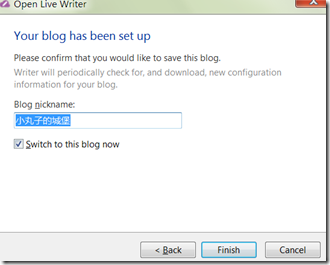 Open Live Writer
Your blog has been set up
Please confirm that you would like to save this blog.
Writer will periodically check for, and download, new configuration
information for your blog.
Blog nickname:
小丸子的城堡
Switch to this blog now
< Back
Finish
Cancel